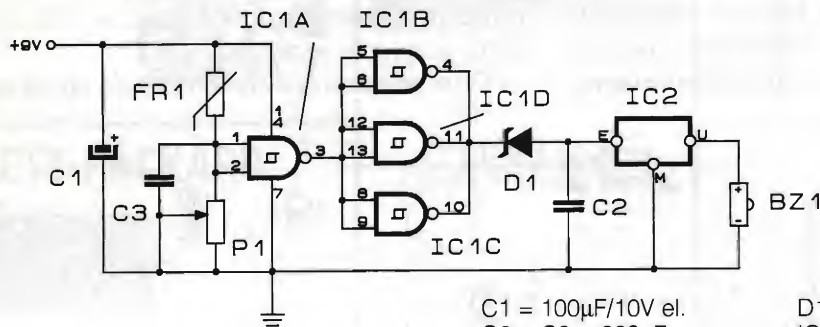 IC1A
IC1B
+9V
5
6
4
FR1
1
4
IC1D
IC2
1
2
3
12
13
11
E
U
M
C1
7
D1
C3
P1
8
9
10
C2
BZ1
IC1C
C1 = 100µF/10V el.
D1